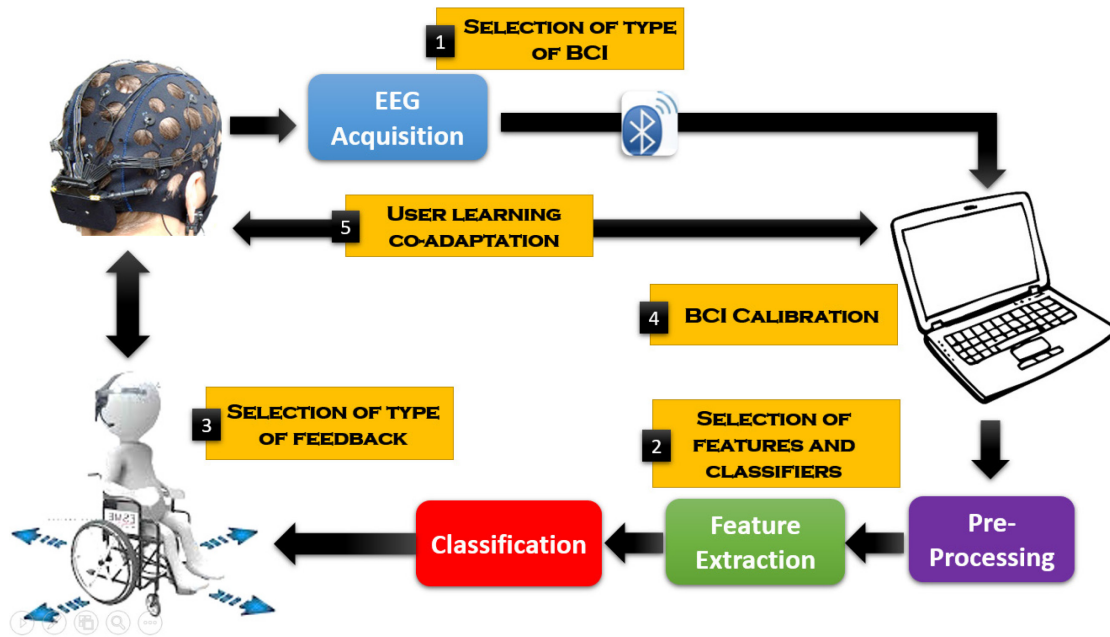 1
SELECTION OF TYPE
OF BCI
EEG
Acquisition
5
USER LEARNING
CO-ADAPTATION
4
BCI CALIBRATION
3
SELECTION OF TYPE
OF FEEDBACK
2
SELECTION OF
FEATURES AND
CLASSIFIERS
Classification
Feature
Extraction
Pre-
Processing